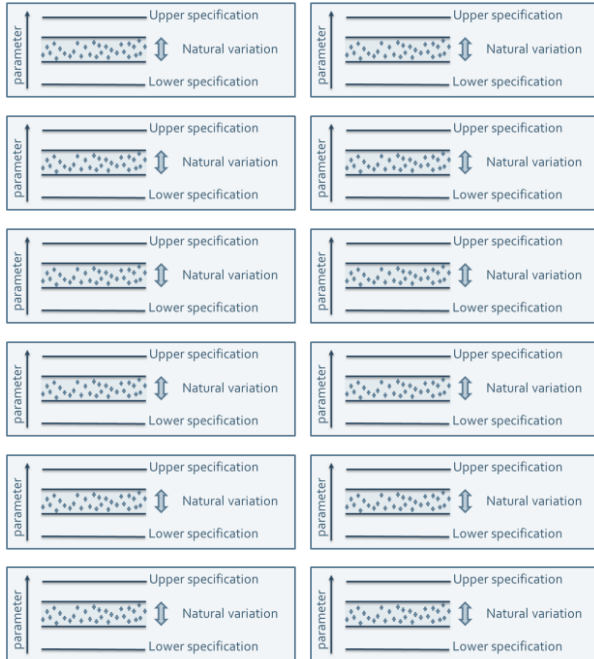 parameter
Upper specification
Natural variation
Lower specification
parameter
Upper specification
Natural variation
Lower specification
parameter
Upper specification
Natural variation
Lower specification
parameter
Upper specification
Natural variation
Lower specification
parameter
Upper specification
Natural variation
Lower specification
parameter
Upper specification
Natural variation
Lower specification
parameter
Upper specification
Natural variation
Lower specification
parameter
Upper specification
Natural variation
Lower specification
parameter
Upper specification
Natural variation
Lower specification
parameter
Upper specification
Natural variation
Lower specification
parameter
Upper specification
Natural variation
Lower specification
parameter
Upper specification
Natural variation
Lower specification